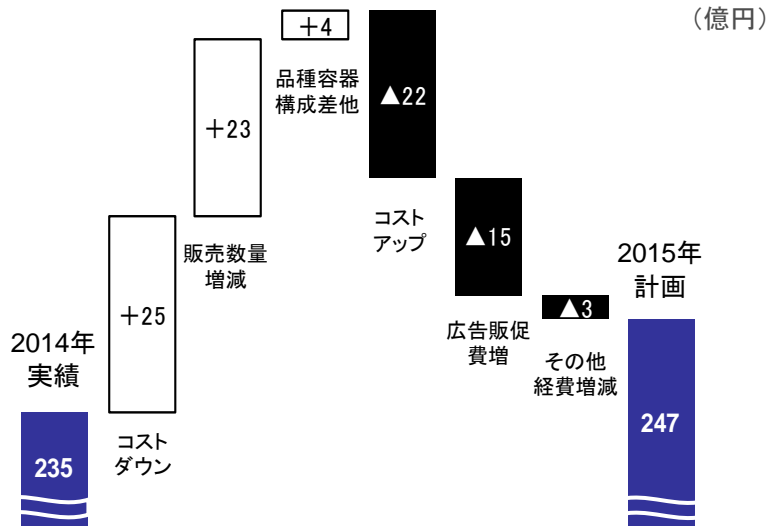 （億円）
2014年
実績
235
＋25
コスト
ダウン
＋23
販売数量
増減
＋4
品種容器
構成差他
▲22
コスト
アップ
▲15
広告販促
費増
▲3
その他
経費増減
2015年
計画
247